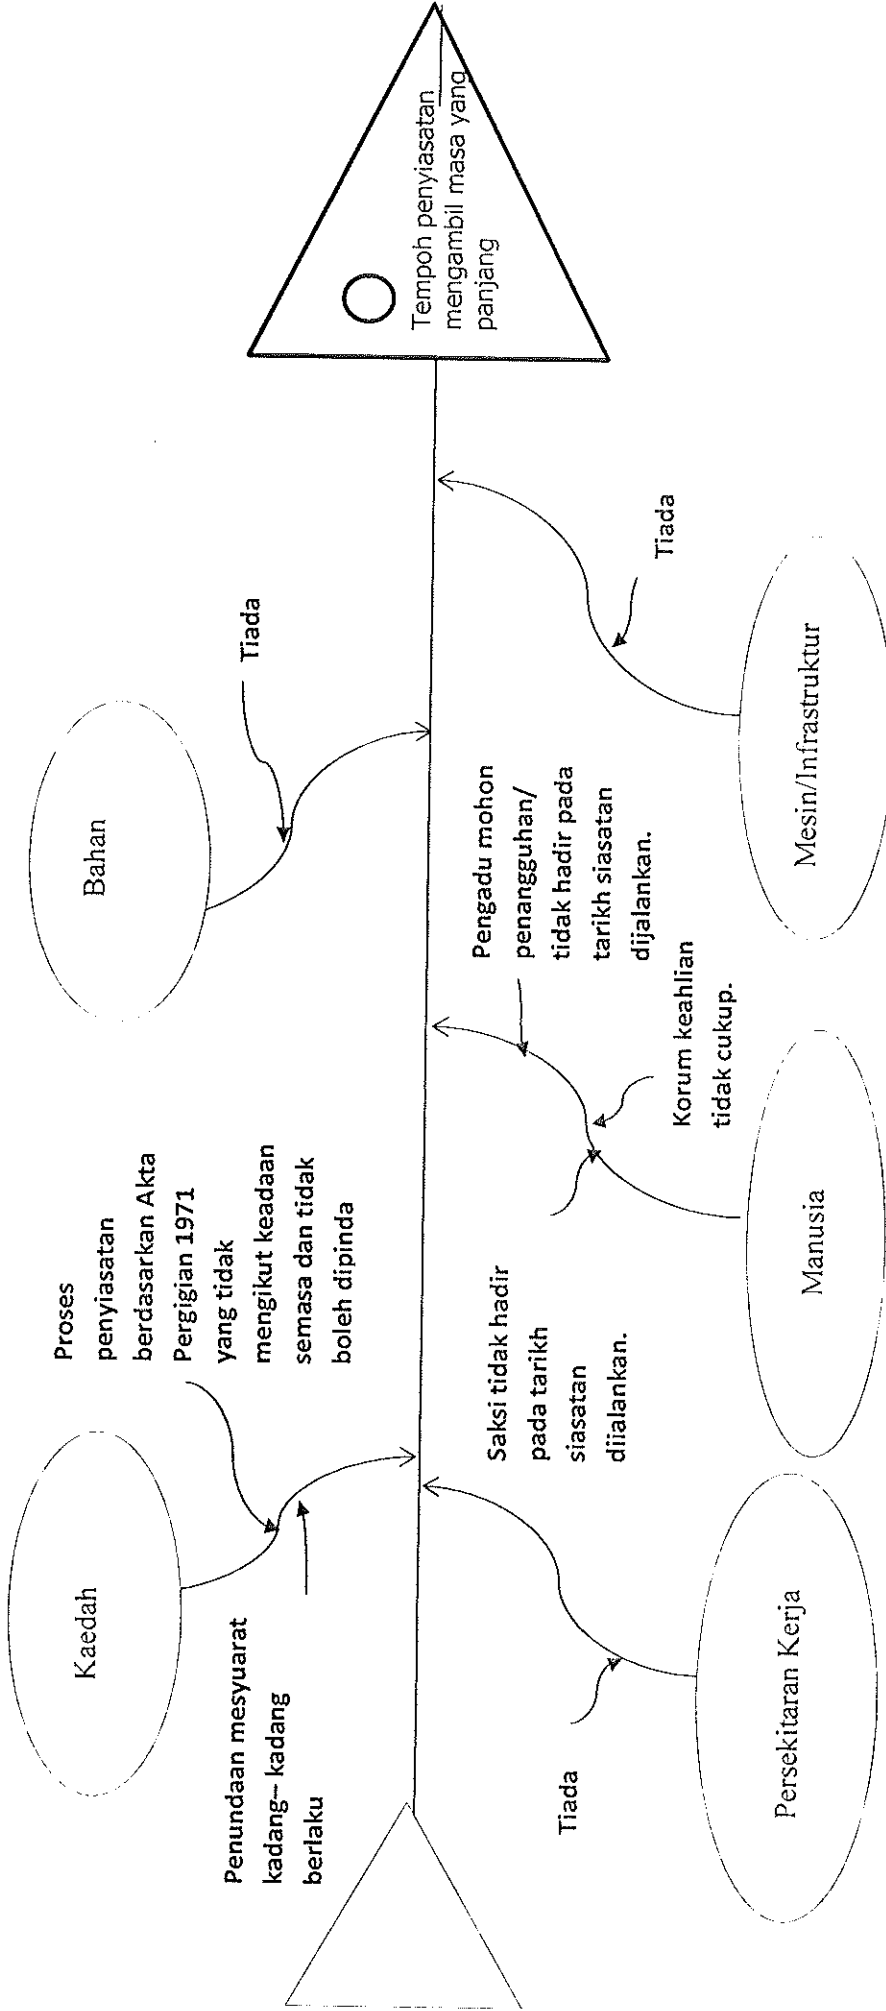 Kaedah
Proses
penyiasatan
berdasarkan Akta
Pergigian 1971
yang tidak
mengikut keadaan
semasa dan tidak
boleh dipinda
Penundaan mesyuarat
kadang– kadang
berlaku
Bahan
Tiada
Tempoh penyiasatan
mengambil masa yang
panjang
Tiada
Persekitaran Kerja
Saksi tidak hadir
pada tarikh
siasatan
diialankan.
Pengadu mohon
penangguhan/
tidak hadir pada
tarikh siasatan
dijalankan.
Korum keahlian
tidak cukup.
Manusia
Tiada
Mesin/Infrastruktur